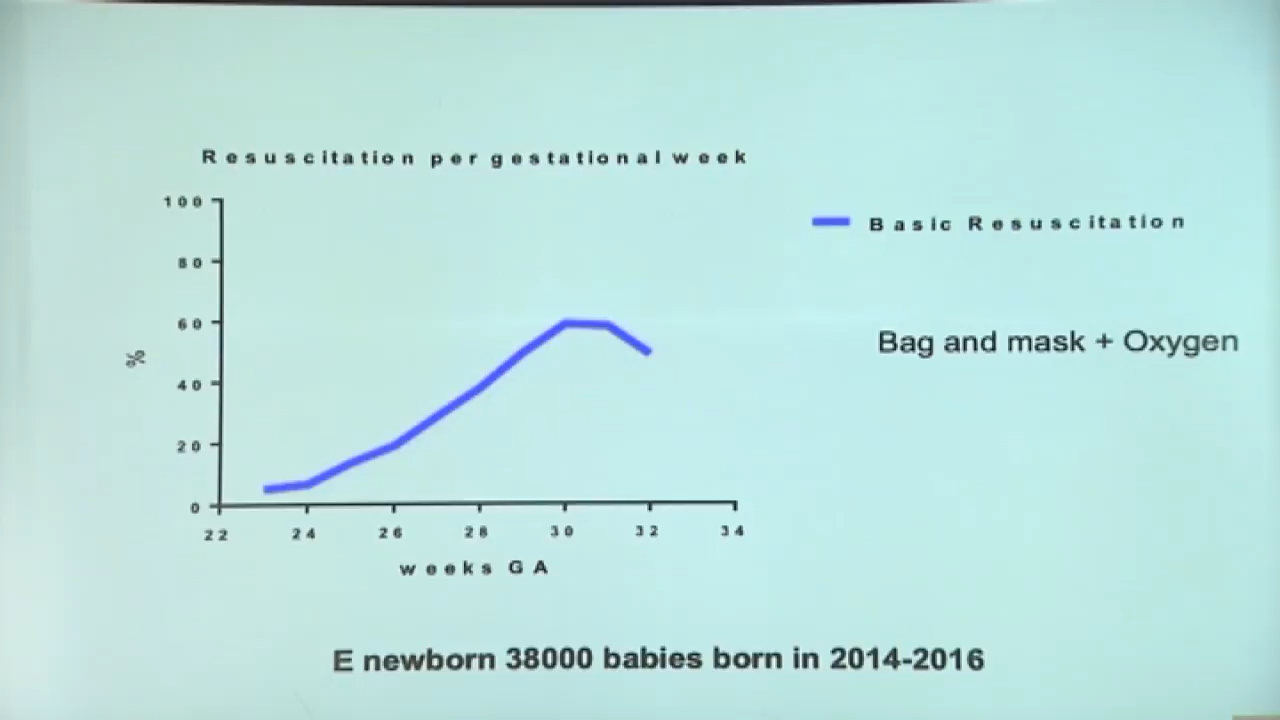 Resuscitation per gestational week
100
80
60
40
20
0
%
22 24 26 28 30 32 34
weeks GA
Basic Resuscitation
Bag and mask + Oxygen
E newborn 38000 babies born in 2014-2016